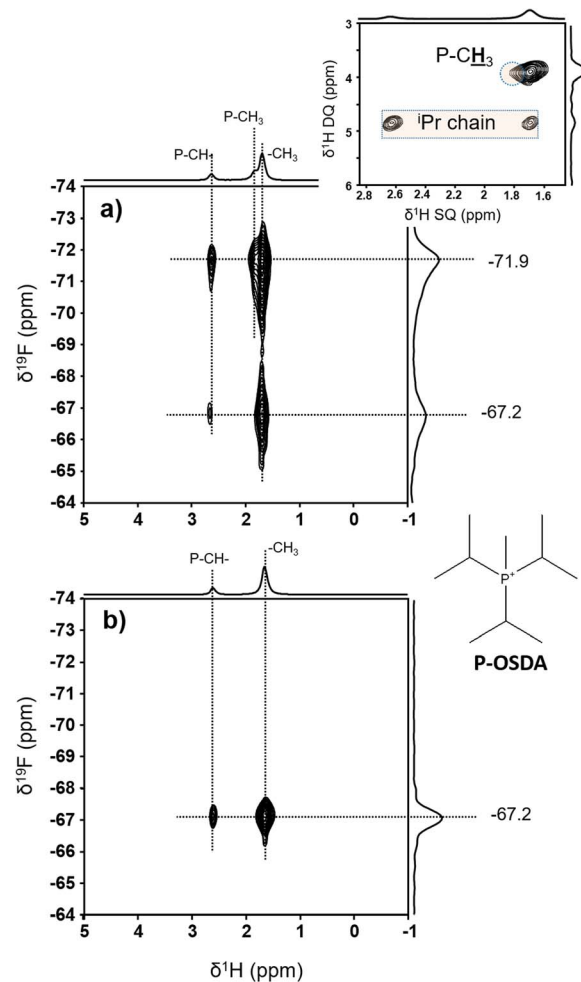 3
4
5
6
δ¹H DQ (ppm)
P-CH₃
ⁱPr chain
2.8 2.6 2.4 2.2 2 1.8 1.6
δ¹H SQ (ppm)
P-CH₃
P-CH- -CH₃
a)
-74
-73
-72
-71
-70
-69
-68
-67
-66
-65
-64
δ¹⁹F (ppm)
-71.9
-67.2
5 4 3 2 1 0 -1
P-CH- -CH₃
b)
-74
-73
-72
-71
-70
-69
-68
-67
-66
-65
-64
δ¹⁹F (ppm)
-67.2
5 4 3 2 1 0 -1
δ¹H (ppm)
P⁺
P-OSDA